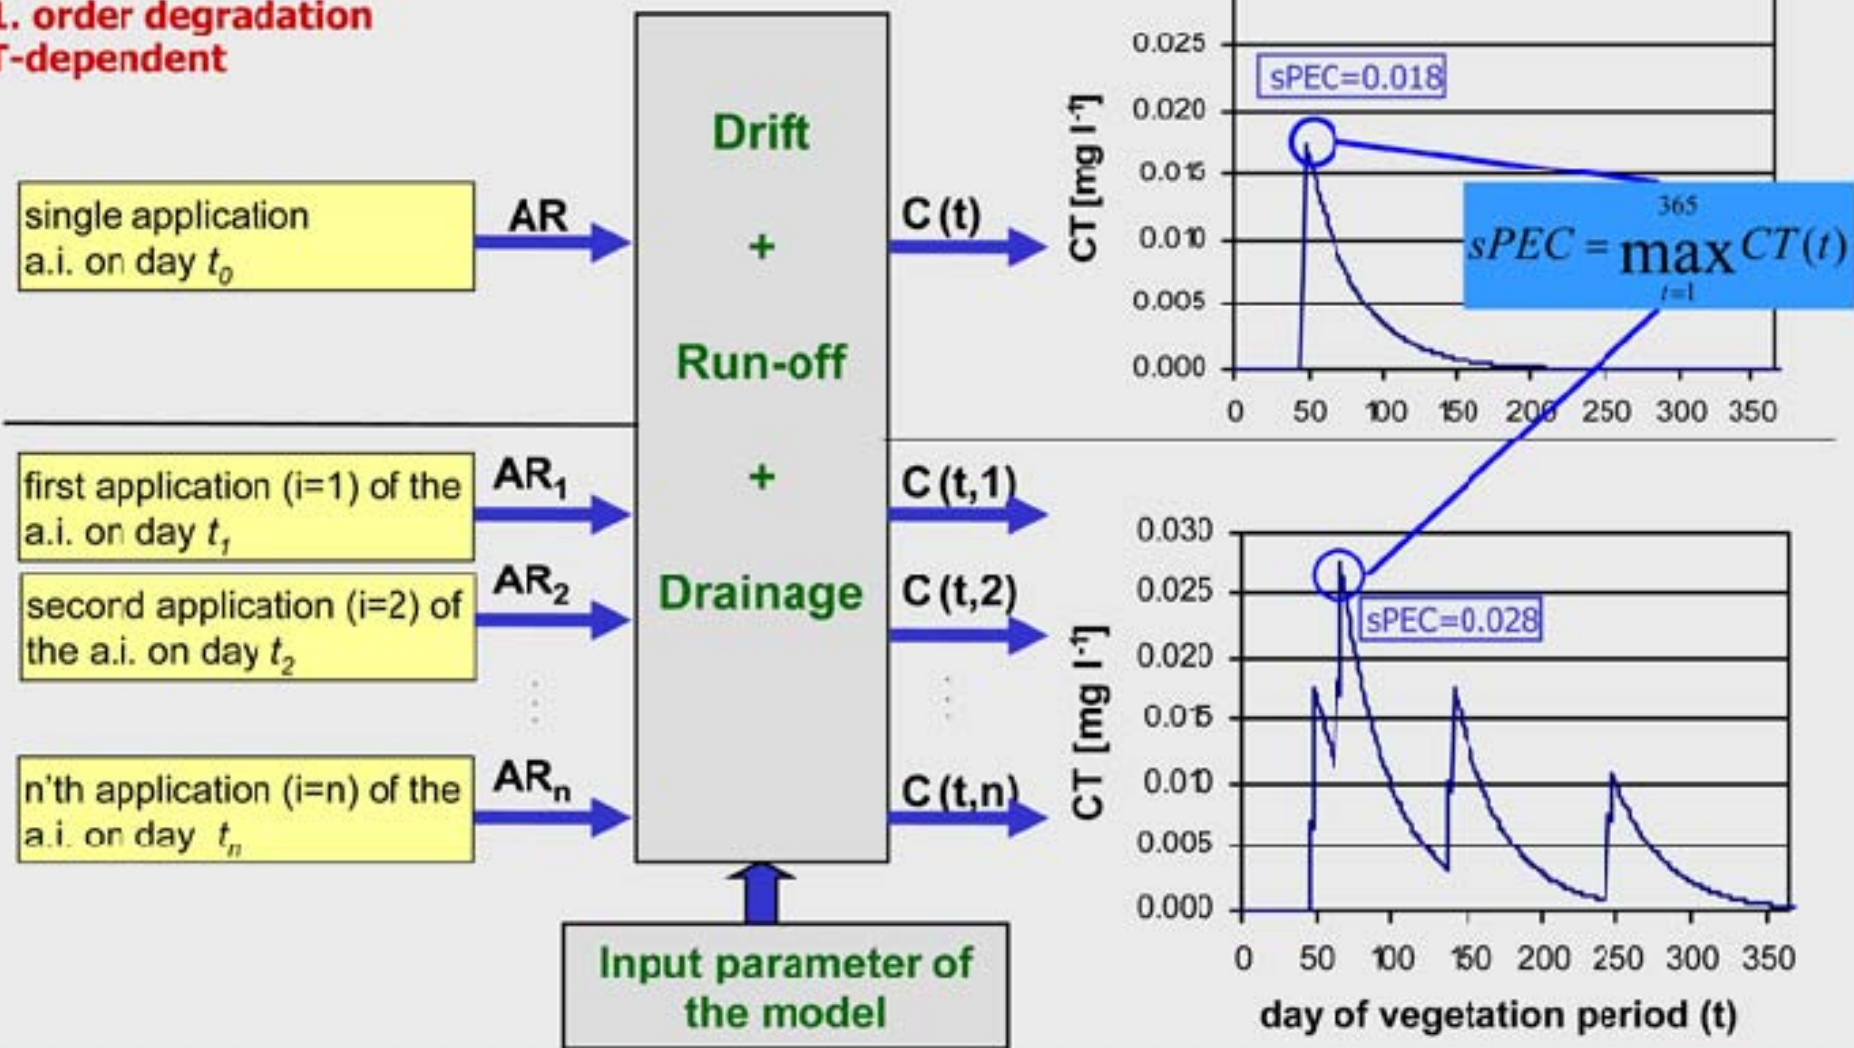 1. order degradation
T-dependent
single application
a.i. on day t0
AR
Drift
+
Run-off
+
Drainage
C(t)
CT [mg l-1]
0.025
0.020
0.015
0.010
0.005
0.000
sPEC=0.018
365
sPEC = max CT(t)
t=1
0 50 100 150 200 250 300 350
first application (i=1) of the
a.i. on day t1
AR1
C(t,1)
second application (i=2) of
the a.i. on day t2
AR2
C(t,2)
n'th application (i=n) of the
a.i. on day tn
ARn
C(t,n)
Input parameter of
the model
CT [mg l-1]
0.030
0.025
0.020
0.015
0.010
0.005
0.000
sPEC=0.028
0 50 100 150 200 250 300 350
day of vegetation period (t)